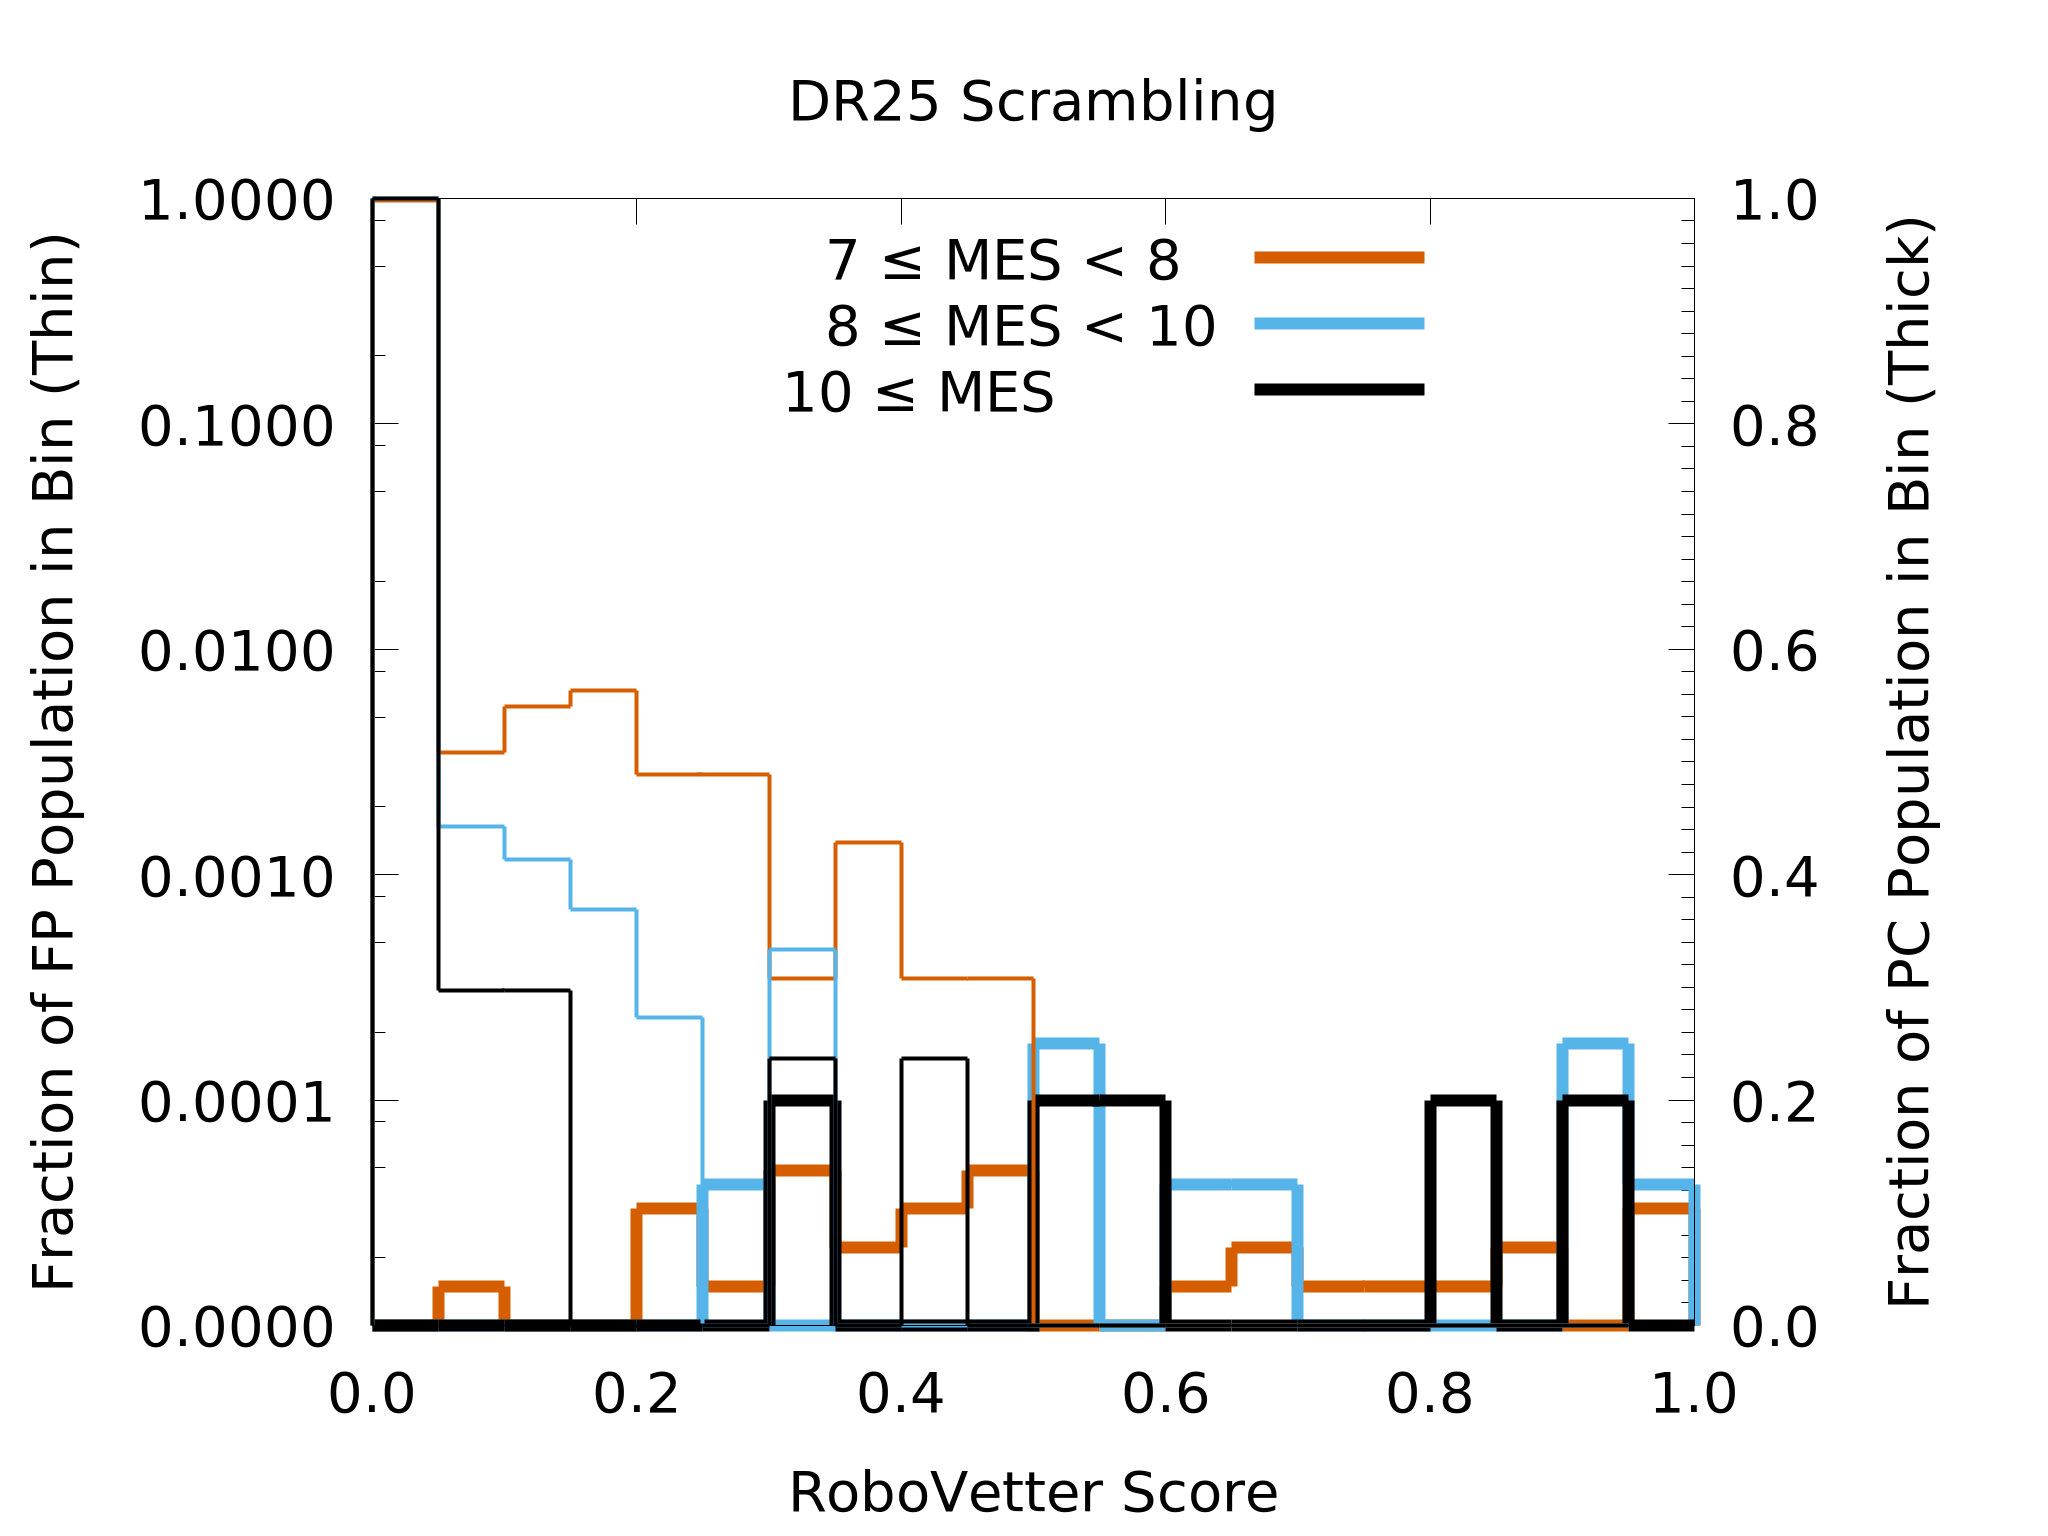 DR25 Scrambling
Fraction of FP Population in Bin (Thin)
1.0000
0.1000
0.0100
0.0010
0.0001
0.0000
7 ≤ MES < 8
8 ≤ MES < 10
10 ≤ MES
1.0
0.8
0.6
0.4
0.2
0.0
Fraction of PC Population in Bin (Thick)
0.0 0.2 0.4 0.6 0.8 1.0
RoboVetter Score